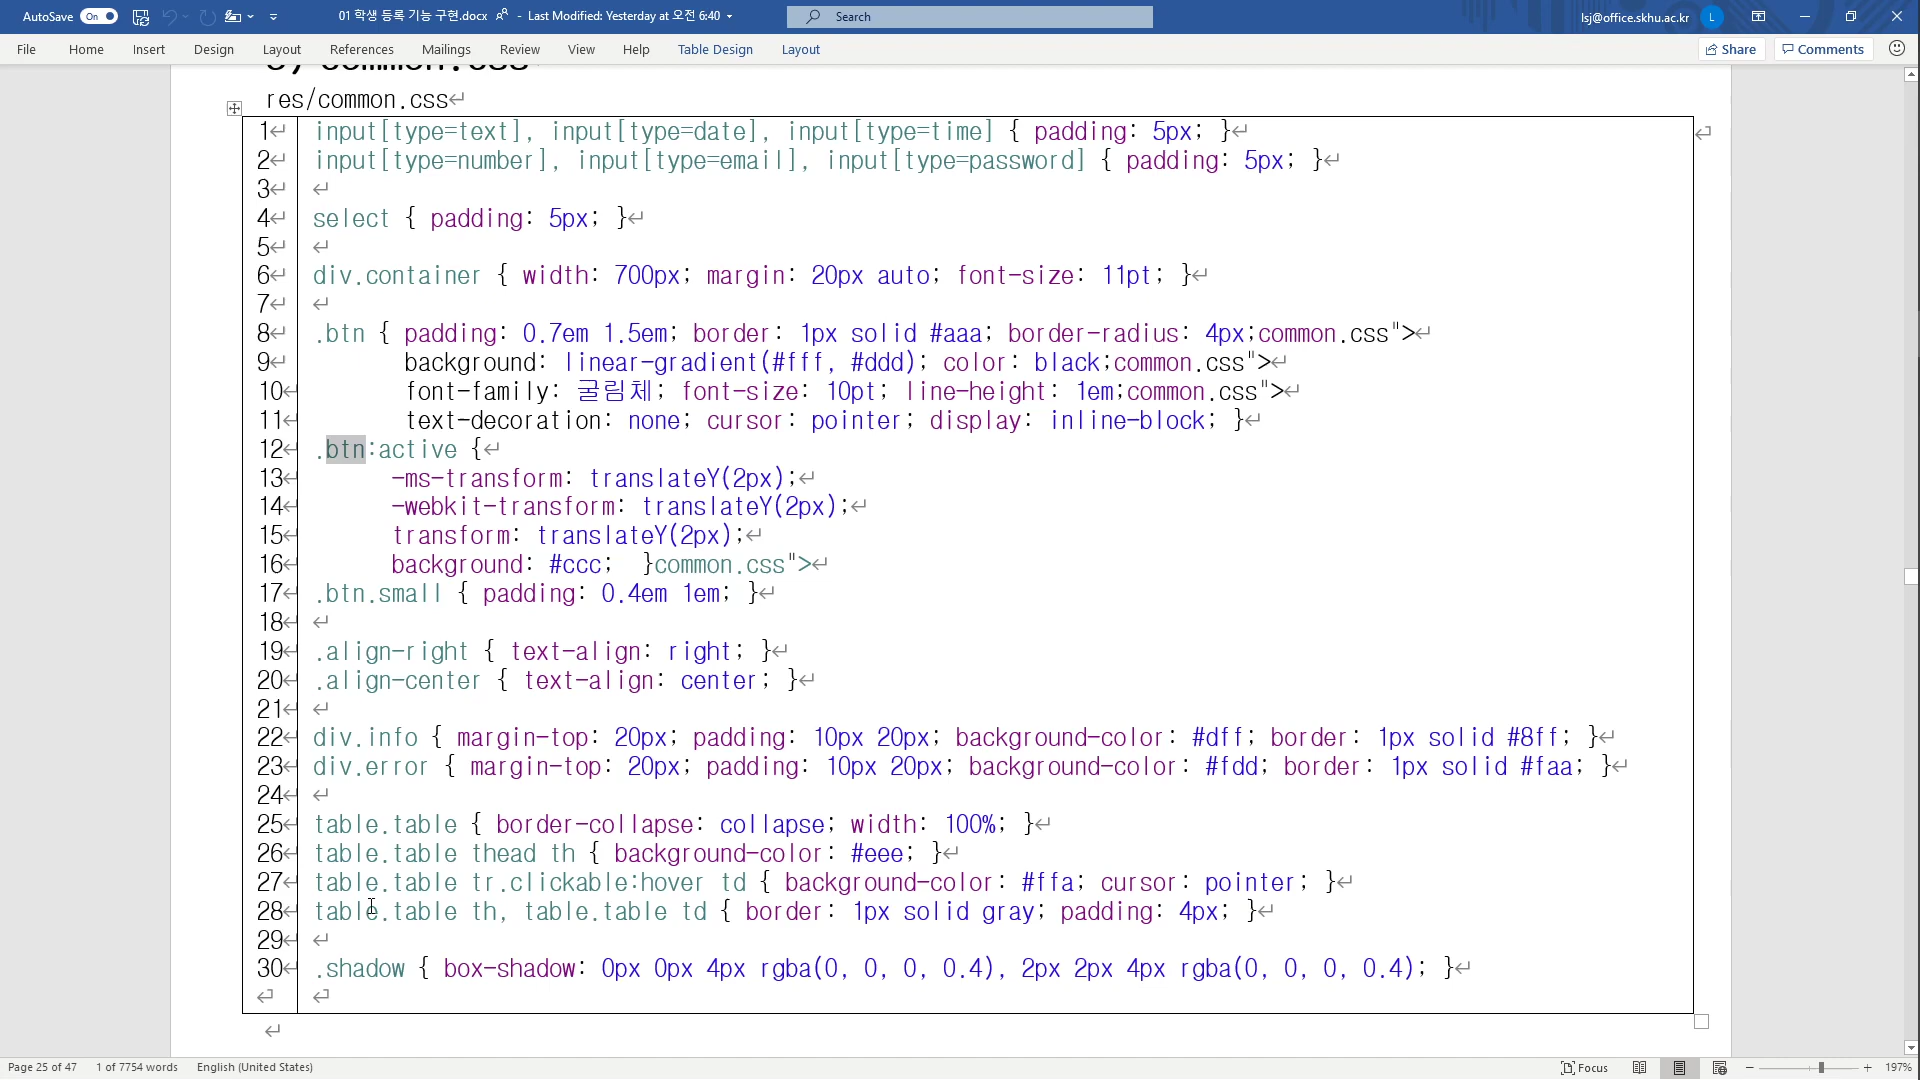 AutoSave On 01 학생 등록 기능 구현.docx - Last Modified: Yesterday at 오전 6:40 Search lsj@office.skhu.ac.kr L
File Home Insert Design Layout References Mailings Review View Help Table Design Layout Share Comments
common.css
res/common.css
1 input[type=text], input[type=date], input[type=time] { padding: 5px; }
2 input[type=number], input[type=email], input[type=password] { padding: 5px; }
3
4 select { padding: 5px; }
5
6 div.container { width: 700px; margin: 20px auto; font-size: 11pt; }
7
8 .btn { padding: 0.7em 1.5em; border: 1px solid #aaa; border-radius: 4px;common.css">
9 background: linear-gradient(#fff, #ddd); color: black;common.css">
10 font-family: 굴림체; font-size: 10pt; line-height: 1em;common.css">
11 text-decoration: none; cursor: pointer; display: inline-block; }
12 .btn:active {
13 -ms-transform: translateY(2px);
14 -webkit-transform: translateY(2px);
15 transform: translateY(2px);
16 background: #ccc;  }common.css">
17 .btn.small { padding: 0.4em 1em; }
18
19 .align-right { text-align: right; }
20 .align-center { text-align: center; }
21
22 div.info { margin-top: 20px; padding: 10px 20px; background-color: #dff; border: 1px solid #8ff; }
23 div.error { margin-top: 20px; padding: 10px 20px; background-color: #fdd; border: 1px solid #faa; }
24
25 table.table { border-collapse: collapse; width: 100%; }
26 table.table thead th { background-color: #eee; }
27 table.table tr.clickable:hover td { background-color: #ffa; cursor: pointer; }
28 table.table th, table.table td { border: 1px solid gray; padding: 4px; }
29
30 .shadow { box-shadow: 0px 0px 4px rgba(0, 0, 0, 0.4), 2px 2px 4px rgba(0, 0, 0, 0.4); }
Page 25 of 47 1 of 7754 words English (United States) Focus 197%